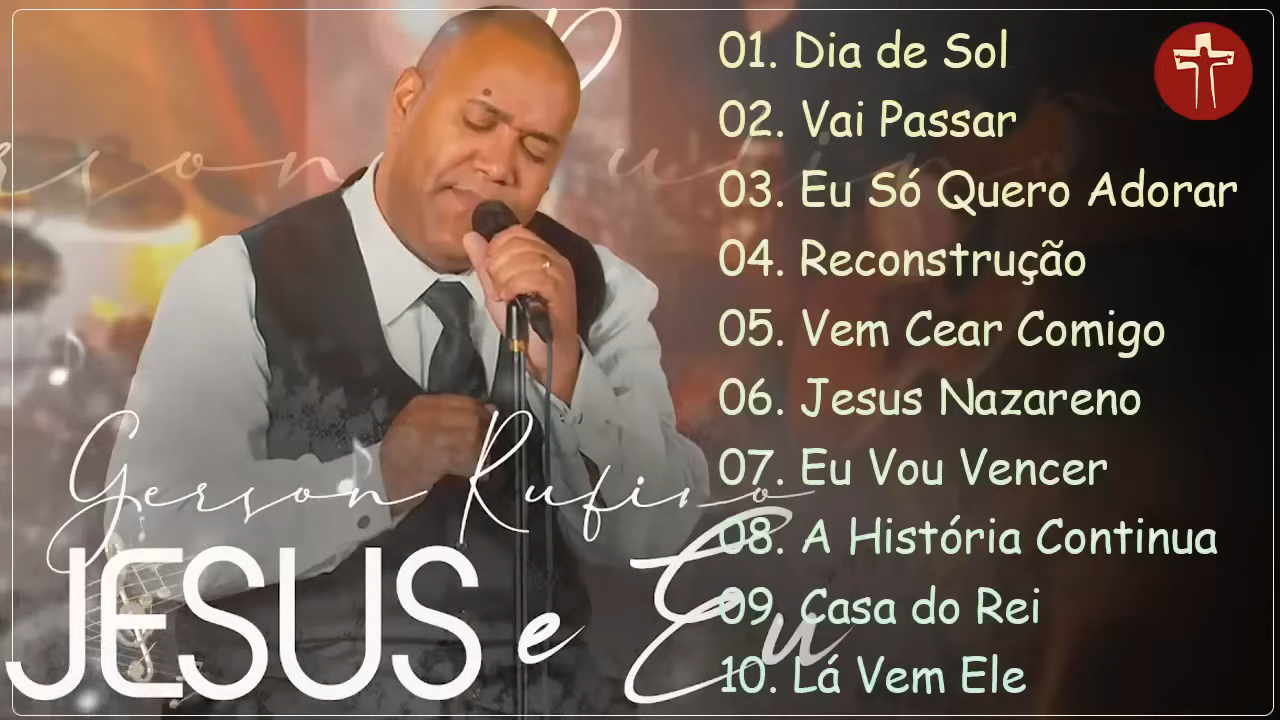 Gerson Rufino
Gerson Rufino
JESUS e Eu
01. Dia de Sol
02. Vai Passar
03. Eu Só Quero Adorar
04. Reconstrução
05. Vem Cear Comigo
06. Jesus Nazareno
07. Eu Vou Vencer
08. A História Continua
09. Casa do Rei
10. Lá Vem Ele